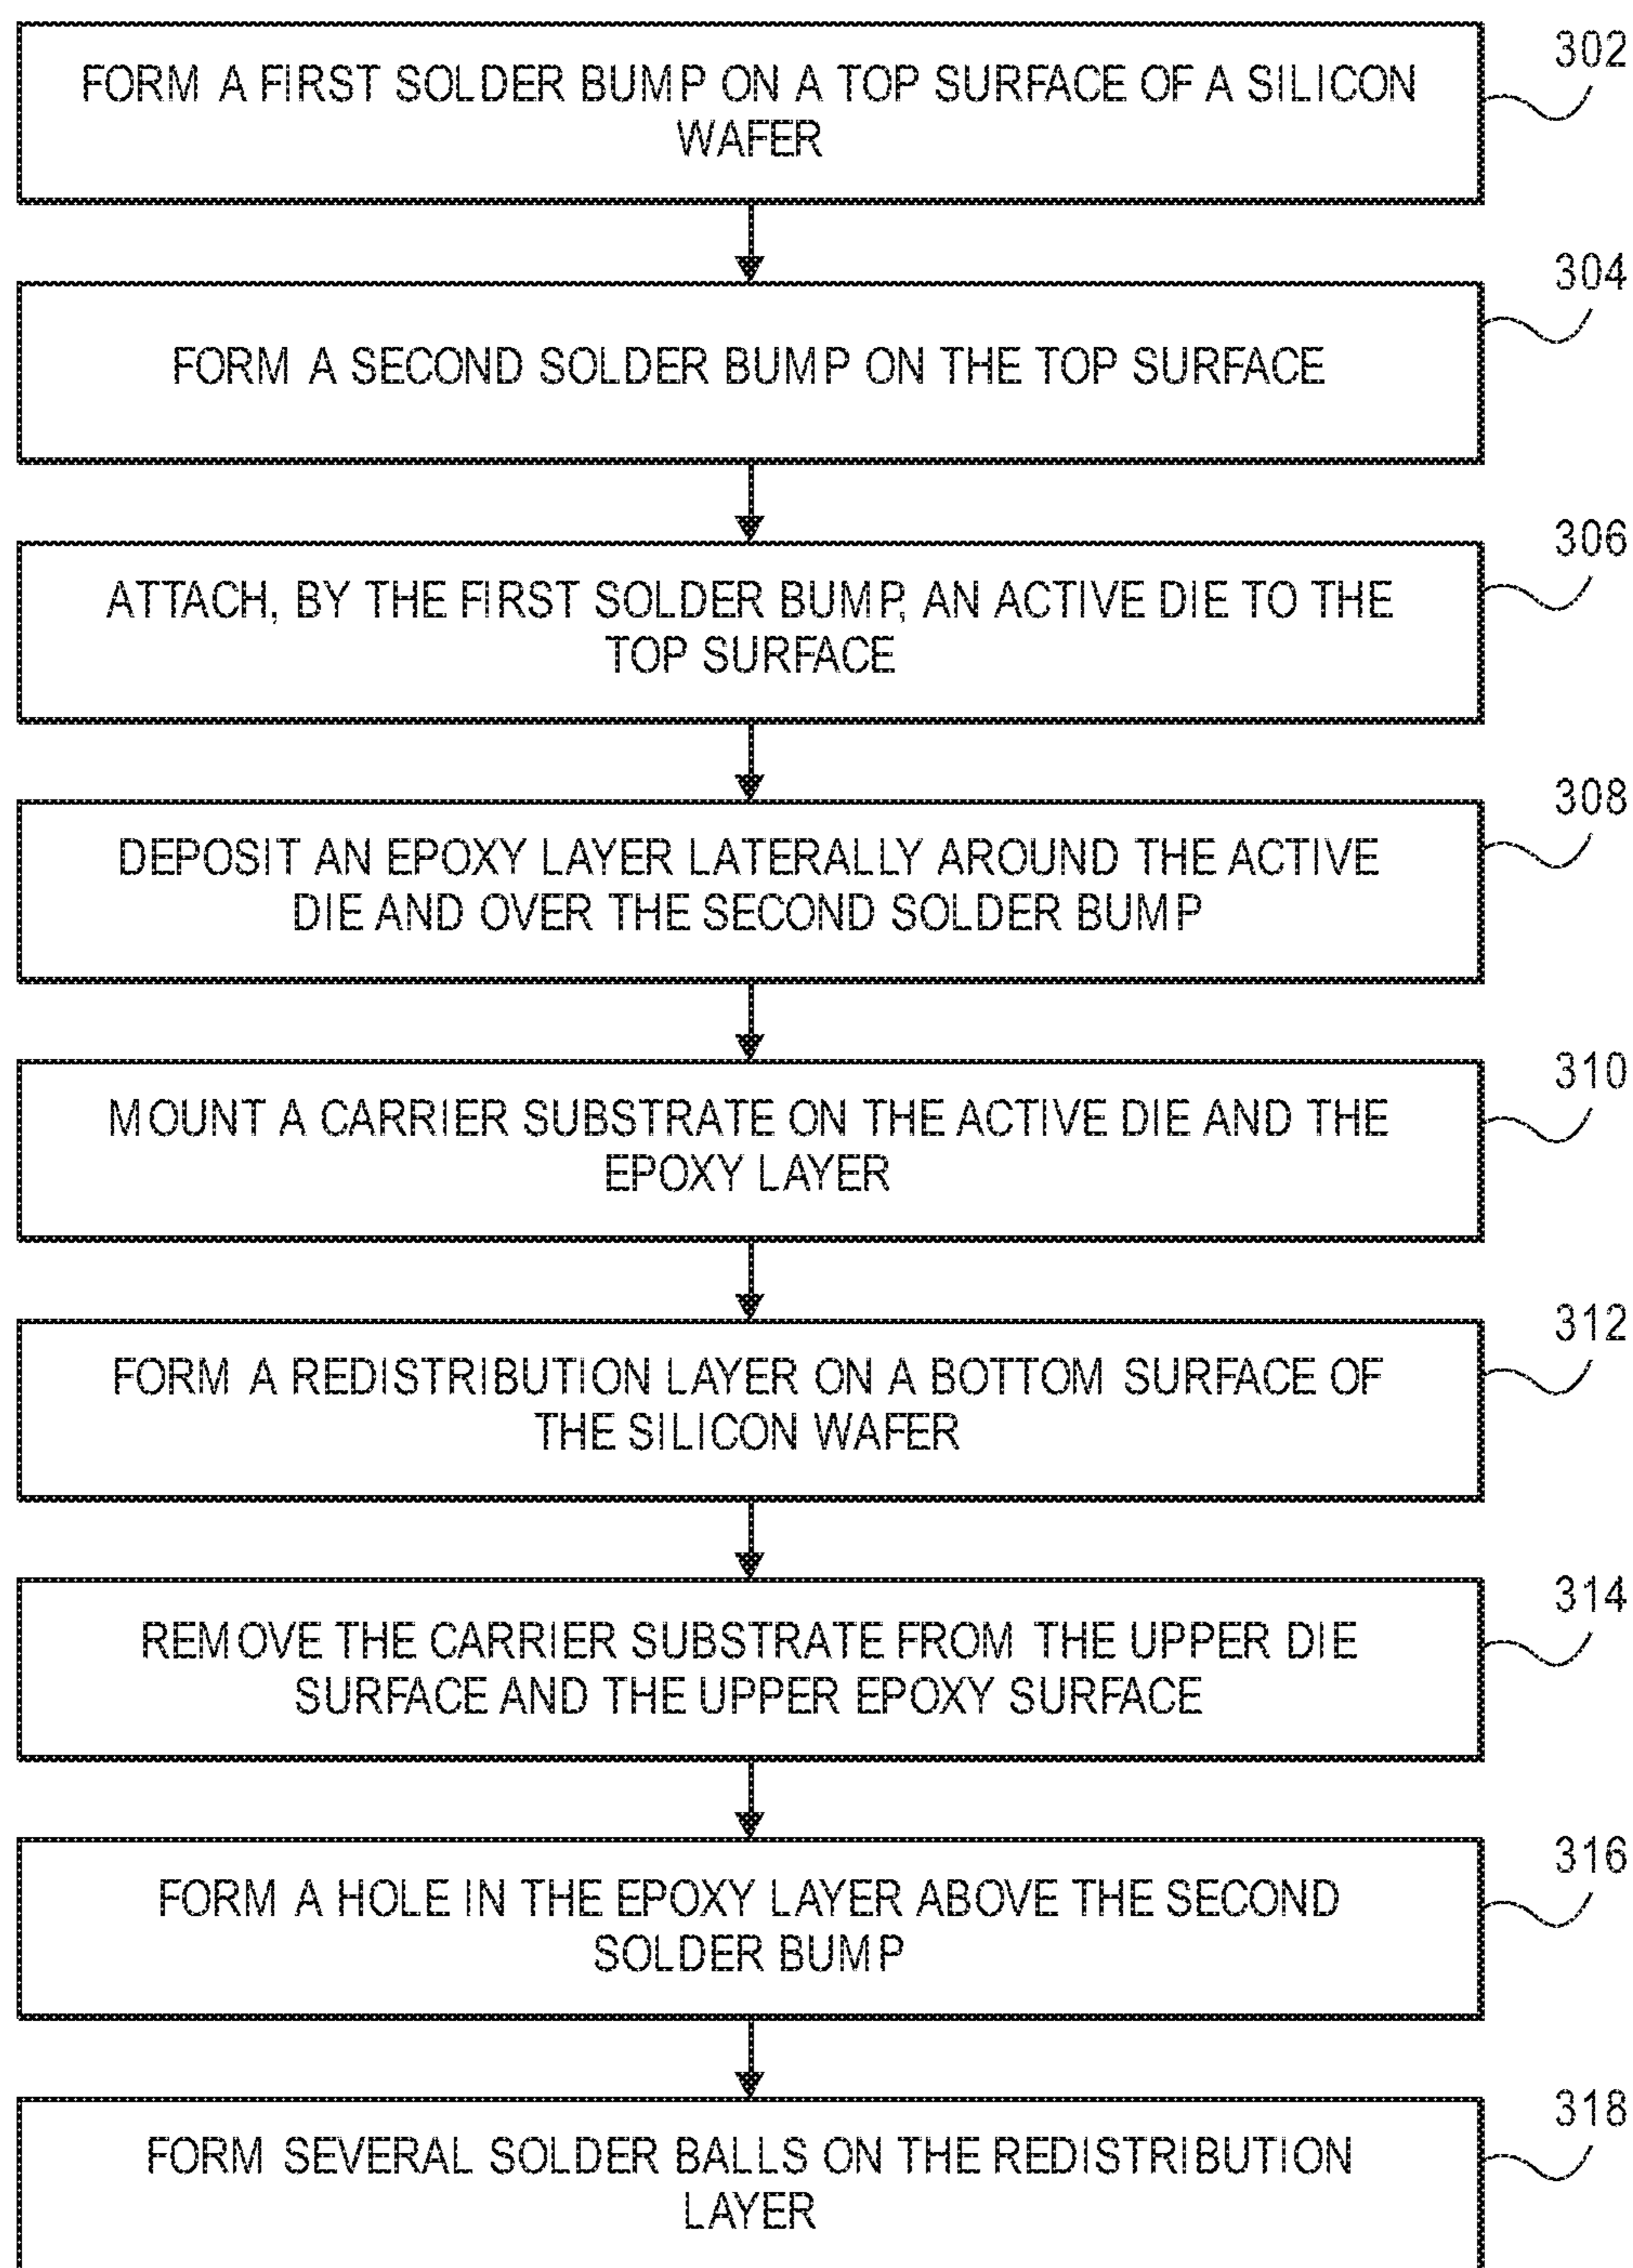 302
FORM A FIRST SOLDER BUMP ON A TOP SURFACE OF A SILICON
WAFER
304
FORM A SECOND SOLDER BUMP ON THE TOP SURFACE
306
ATTACH, BY THE FIRST SOLDER BUMP, AN ACTIVE DIE TO THE
TOP SURFACE
308
DEPOSIT AN EPOXY LAYER LATERALLY AROUND THE ACTIVE
DIE AND OVER THE SECOND SOLDER BUMP
310
MOUNT A CARRIER SUBSTRATE ON THE ACTIVE DIE AND THE
EPOXY LAYER
312
FORM A REDISTRIBUTION LAYER ON A BOTTOM SURFACE OF
THE SILICON WAFER
314
REMOVE THE CARRIER SUBSTRATE FROM THE UPPER DIE
SURFACE AND THE UPPER EPOXY SURFACE
316
FORM A HOLE IN THE EPOXY LAYER ABOVE THE SECOND
SOLDER BUMP
318
FORM SEVERAL SOLDER BALLS ON THE REDISTRIBUTION
LAYER